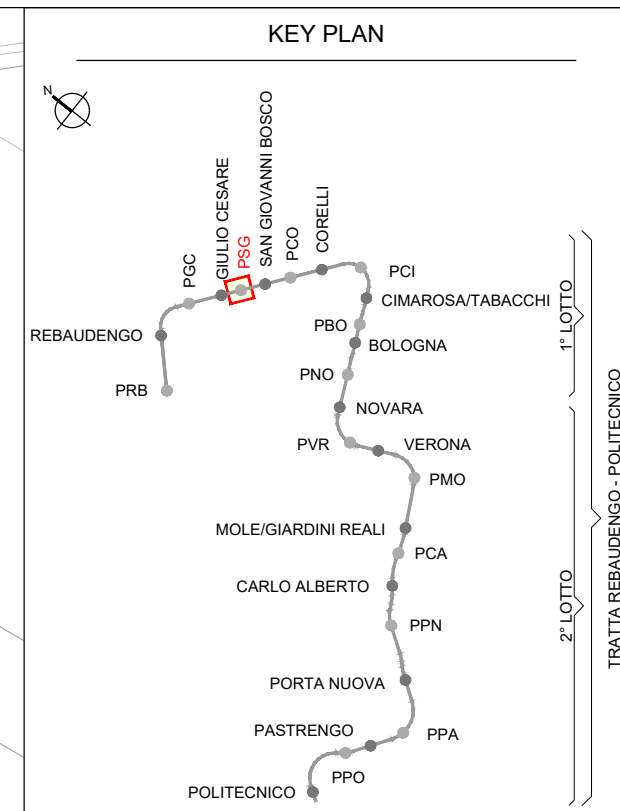 KEY PLAN
N
PGC
GIULIO CESARE
PSG
SAN GIOVANNI BOSCO
PCO
CORELLI
PCI
CIMAROSA/TABACCHI
REBAUDENGO
PBO
BOLOGNA
PNO
PRB
NOVARA
PVR
VERONA
PMO
MOLE/GIARDINI REALI
PCA
CARLO ALBERTO
PPN
PORTA NUOVA
PASTRENGO
PPA
PPO
POLITECNICO
1° LOTTO
2° LOTTO
TRATTA REBAUDENGO - POLITECNICO